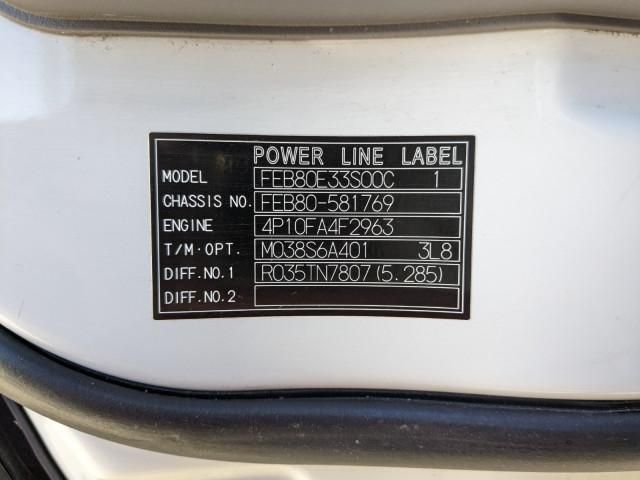 POWER LINE LABEL
MODEL FEB80E33S00C 1
CHASSIS NO. FEB80-581769
ENGINE 4P10FA4F2963
T/M·OPT. M038S6A401 3L8
DIFF.NO.1 R035TN7807(5.285)
DIFF.NO.2